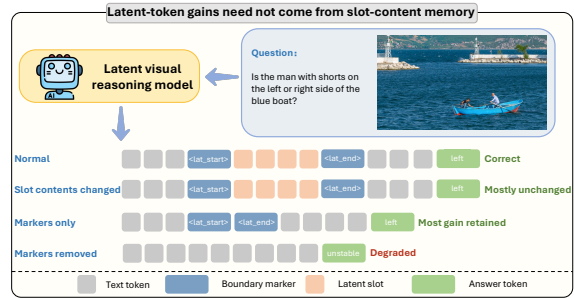 Latent-token gains need not come from slot-content memory
AI
Latent visual
reasoning model
Question:
Is the man with shorts on
the left or right side of the
blue boat?
Normal
<lat_start>
<lat_end>
left
Correct
Slot contents changed
<lat_start>
<lat_end>
left
Mostly unchanged
Markers only
<lat_start>
<lat_end>
left
Most gain retained
Markers removed
unstable
Degraded
Text token
Boundary marker
Latent slot
Answer token